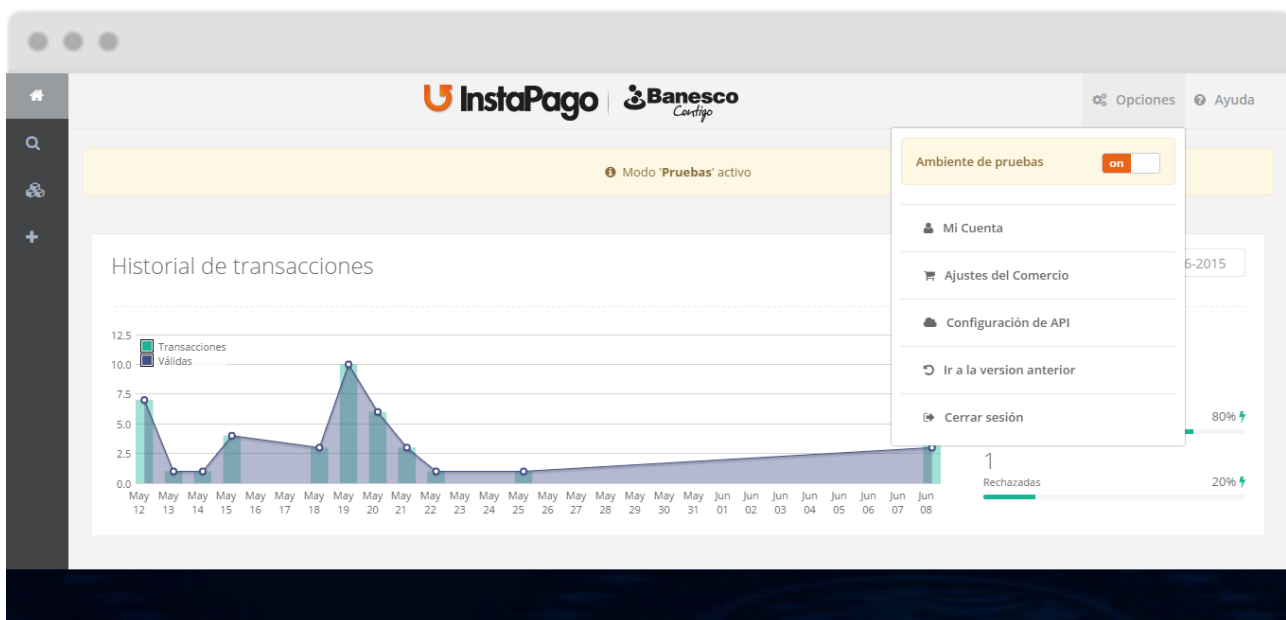 InstaPago
Banesco
Contigo
Opciones
Ayuda
Modo 'Pruebas' activo
Ambiente de pruebas
on
Mi Cuenta
Ajustes del Comercio
Configuración de API
Ir a la version anterior
Cerrar sesión
Historial de transacciones
6-2015
12.5
10.0
7.5
5.0
2.5
0.0
Transacciones
Válidas
May May May May May May May May May May May May May May May May May May May May Jun Jun Jun Jun Jun Jun Jun Jun
12 13 14 15 16 17 18 19 20 21 22 23 24 25 26 27 28 29 30 31 01 02 03 04 05 06 07 08
80%
1
Rechazadas
20%